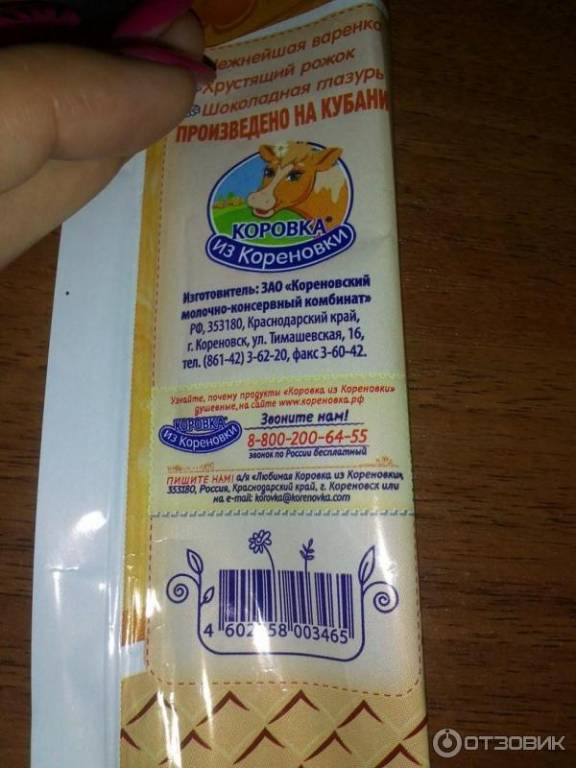 Нежнейшая варенка
Хрустящий рожок
Шоколадная глазурь
ПРОИЗВЕДЕНО НА КУБАНИ
КОРОВКА®
из Кореновки
Изготовитель: ЗАО «Кореновский
молочно-консервный комбинат»
РФ, 353180, Краснодарский край,
г. Кореновск, ул. Тимашевская, 16,
тел. (861-42) 3-62-20, факс 3-60-42.
Узнайте, почему продукты «Коровка из Кореновки»
душевные, на сайте www.кореновка.рф
КОРОВКА
из Кореновки
Звоните нам!
8-800-200-64-55
звонок по России бесплатный
ПИШИТЕ НАМ! а/я «Любимая Коровка из Кореновки»,
353180, Россия, Краснодарский край, г. Кореновск или
на e-mail: korovka@korenovka.com
4 602358 003465
ОТЗОВИК